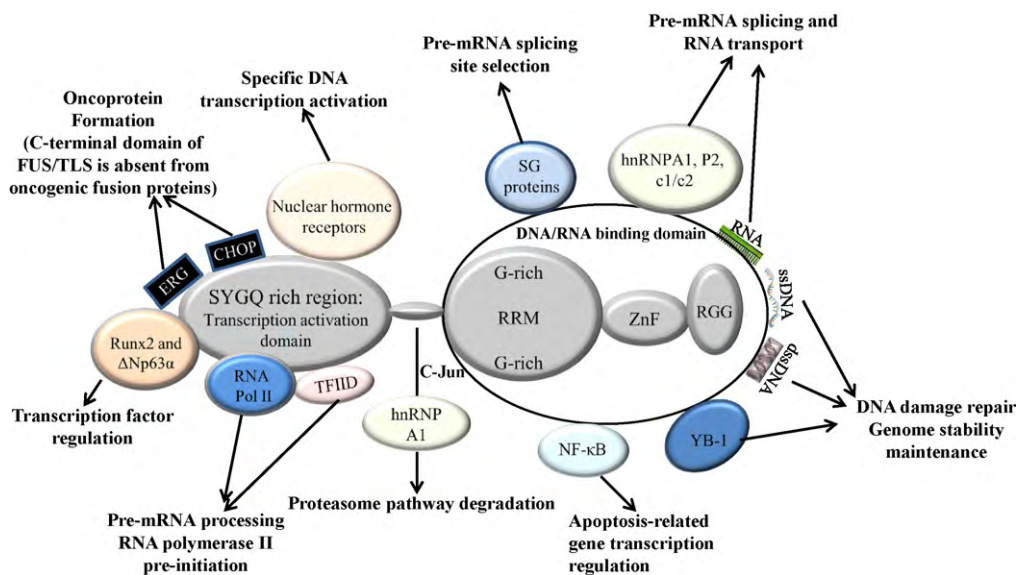 Pre-mRNA splicing and
RNA transport
Pre-mRNA splicing
site selection
Specific DNA
transcription activation
Oncoprotein
Formation
(C-terminal domain of
FUS/TLS is absent from
oncogenic fusion proteins)
SG
proteins
hnRNPA1, P2,
c1/c2
Nuclear hormone
receptors
CHOP
ERG
DNA/RNA binding domain
RNA
ssDNA
dssDNA
SYGQ rich region:
Transcription activation
domain
G-rich
RRM
G-rich
ZnF
RGG
Runx2 and
ΔNp63α
RNA
Pol II
TFIID
C-Jun
hnRNP
A1
NF-κB
YB-1
Transcription factor
regulation
DNA damage repair
Genome stability
maintenance
Proteasome pathway degradation
Pre-mRNA processing
RNA polymerase II
pre-initiation
Apoptosis-related
gene transcription
regulation